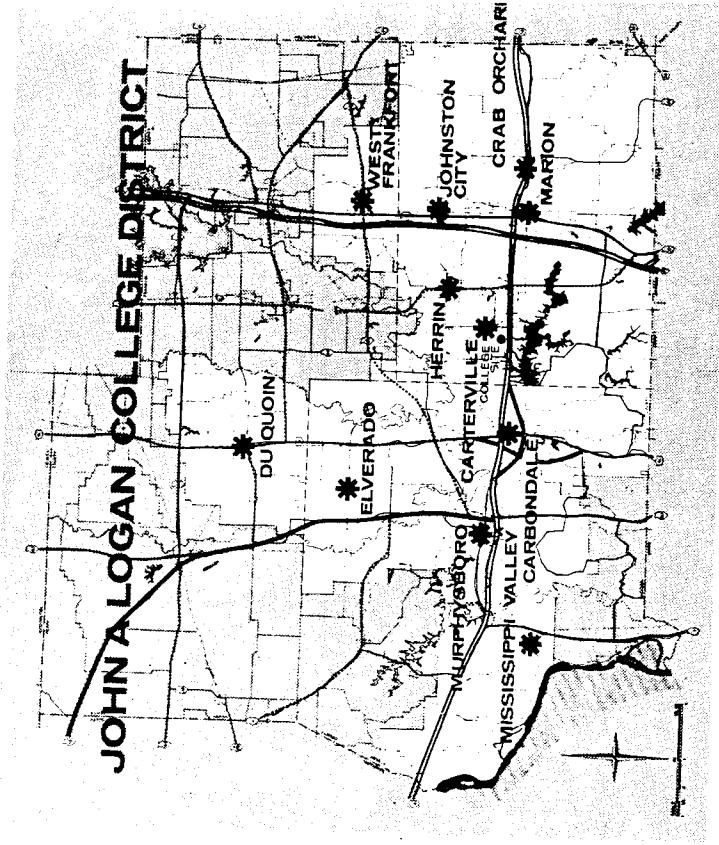 JOHN A LOGAN COLLEGE DISTRICT
DU QUOIN
ELVERADO
WEST
FRANKFORT
JOHNSTON
CITY
HERRIN
CARTERVILLE
COLLEGE
SITE
CRAB ORCHARD
MARION
MURPHYSBORO
MISSISSIPPI VALLEY
CARBONDALE